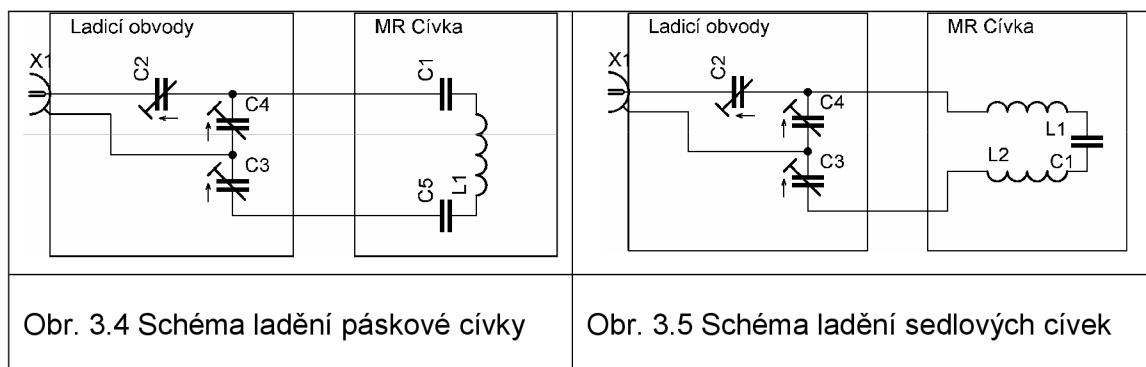 Ladicí obvody
MR Cívka
X1
C2
C4
C3
C1
C5
L1
Obr. 3.4 Schéma ladění páskové cívky
Ladicí obvody
MR Cívka
X1
C2
C4
C3
L1
L2
C1
Obr. 3.5 Schéma ladění sedlových cívek